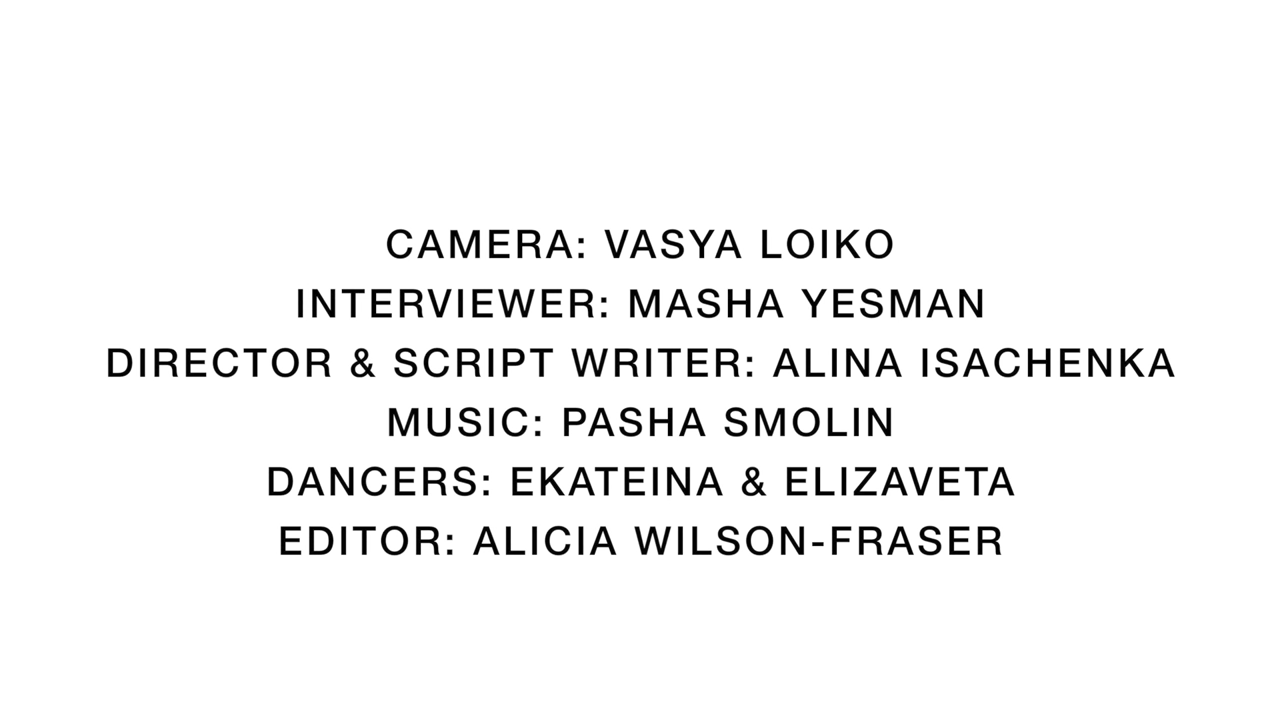 CAMERA: VASYA LOIKO
INTERVIEWER: MASHA YESMAN
DIRECTOR & SCRIPT WRITER: ALINA ISACHENKA
MUSIC: PASHA SMOLIN
DANCERS: EKATEINA & ELIZAVETA
EDITOR: ALICIA WILSON-FRASER